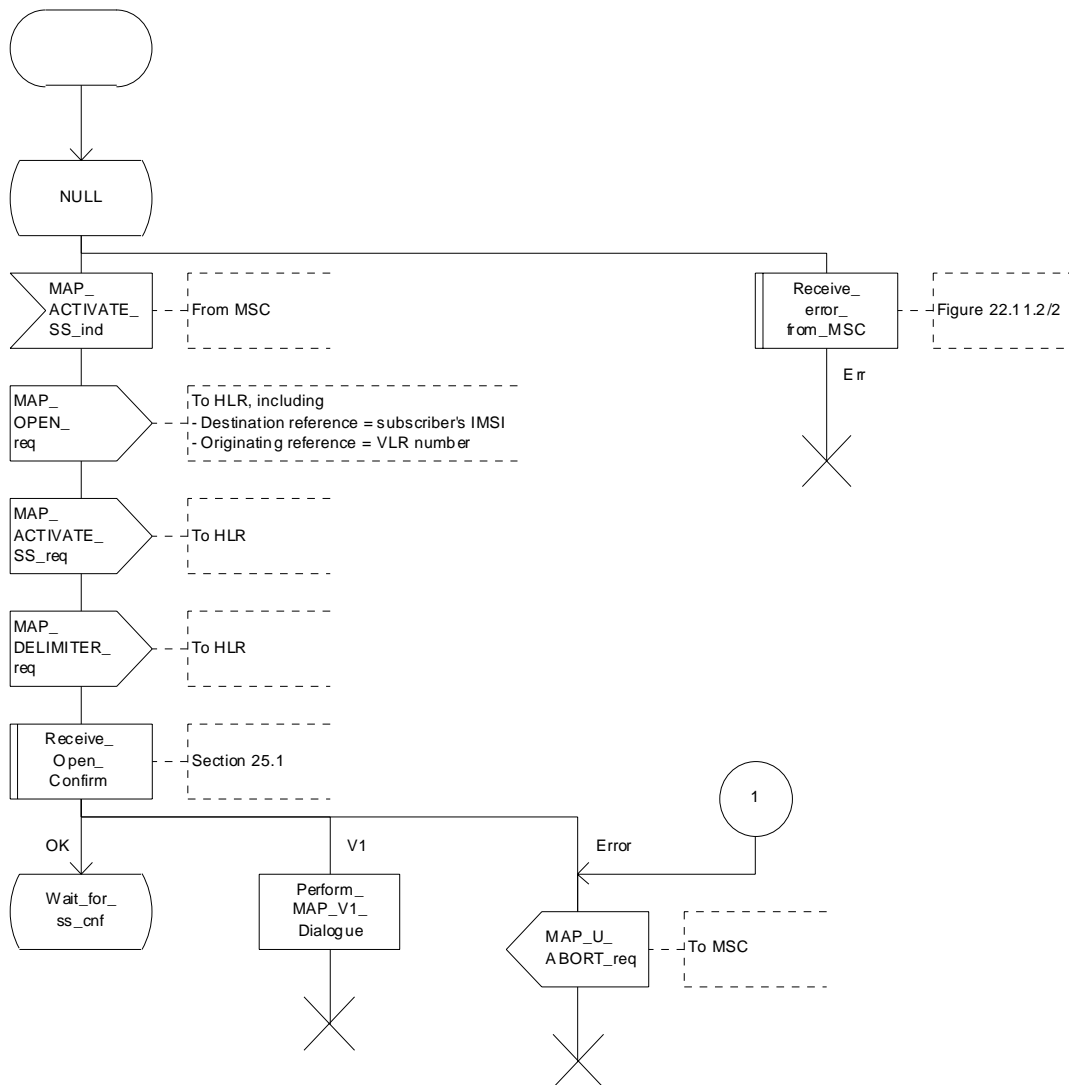 NULL
MAP_
ACTIVATE_
SS_ind
From MSC
Receive_
error_
from_MSC
Figure 22.11.2/2
Err
MAP_
OPEN_
req
To HLR, including
- Destination reference = subscriber's IMSI
- Originating reference = VLR number
MAP_
ACTIVATE_
SS_req
To HLR
MAP_
DELIMITER_
req
To HLR
Receive_
Open_
Confirm
Section 25.1
1
OK
V1
Error
Wait_for_
ss_cnf
Perform_
MAP_V1_
Dialogue
MAP_U_
ABORT_req
To MSC